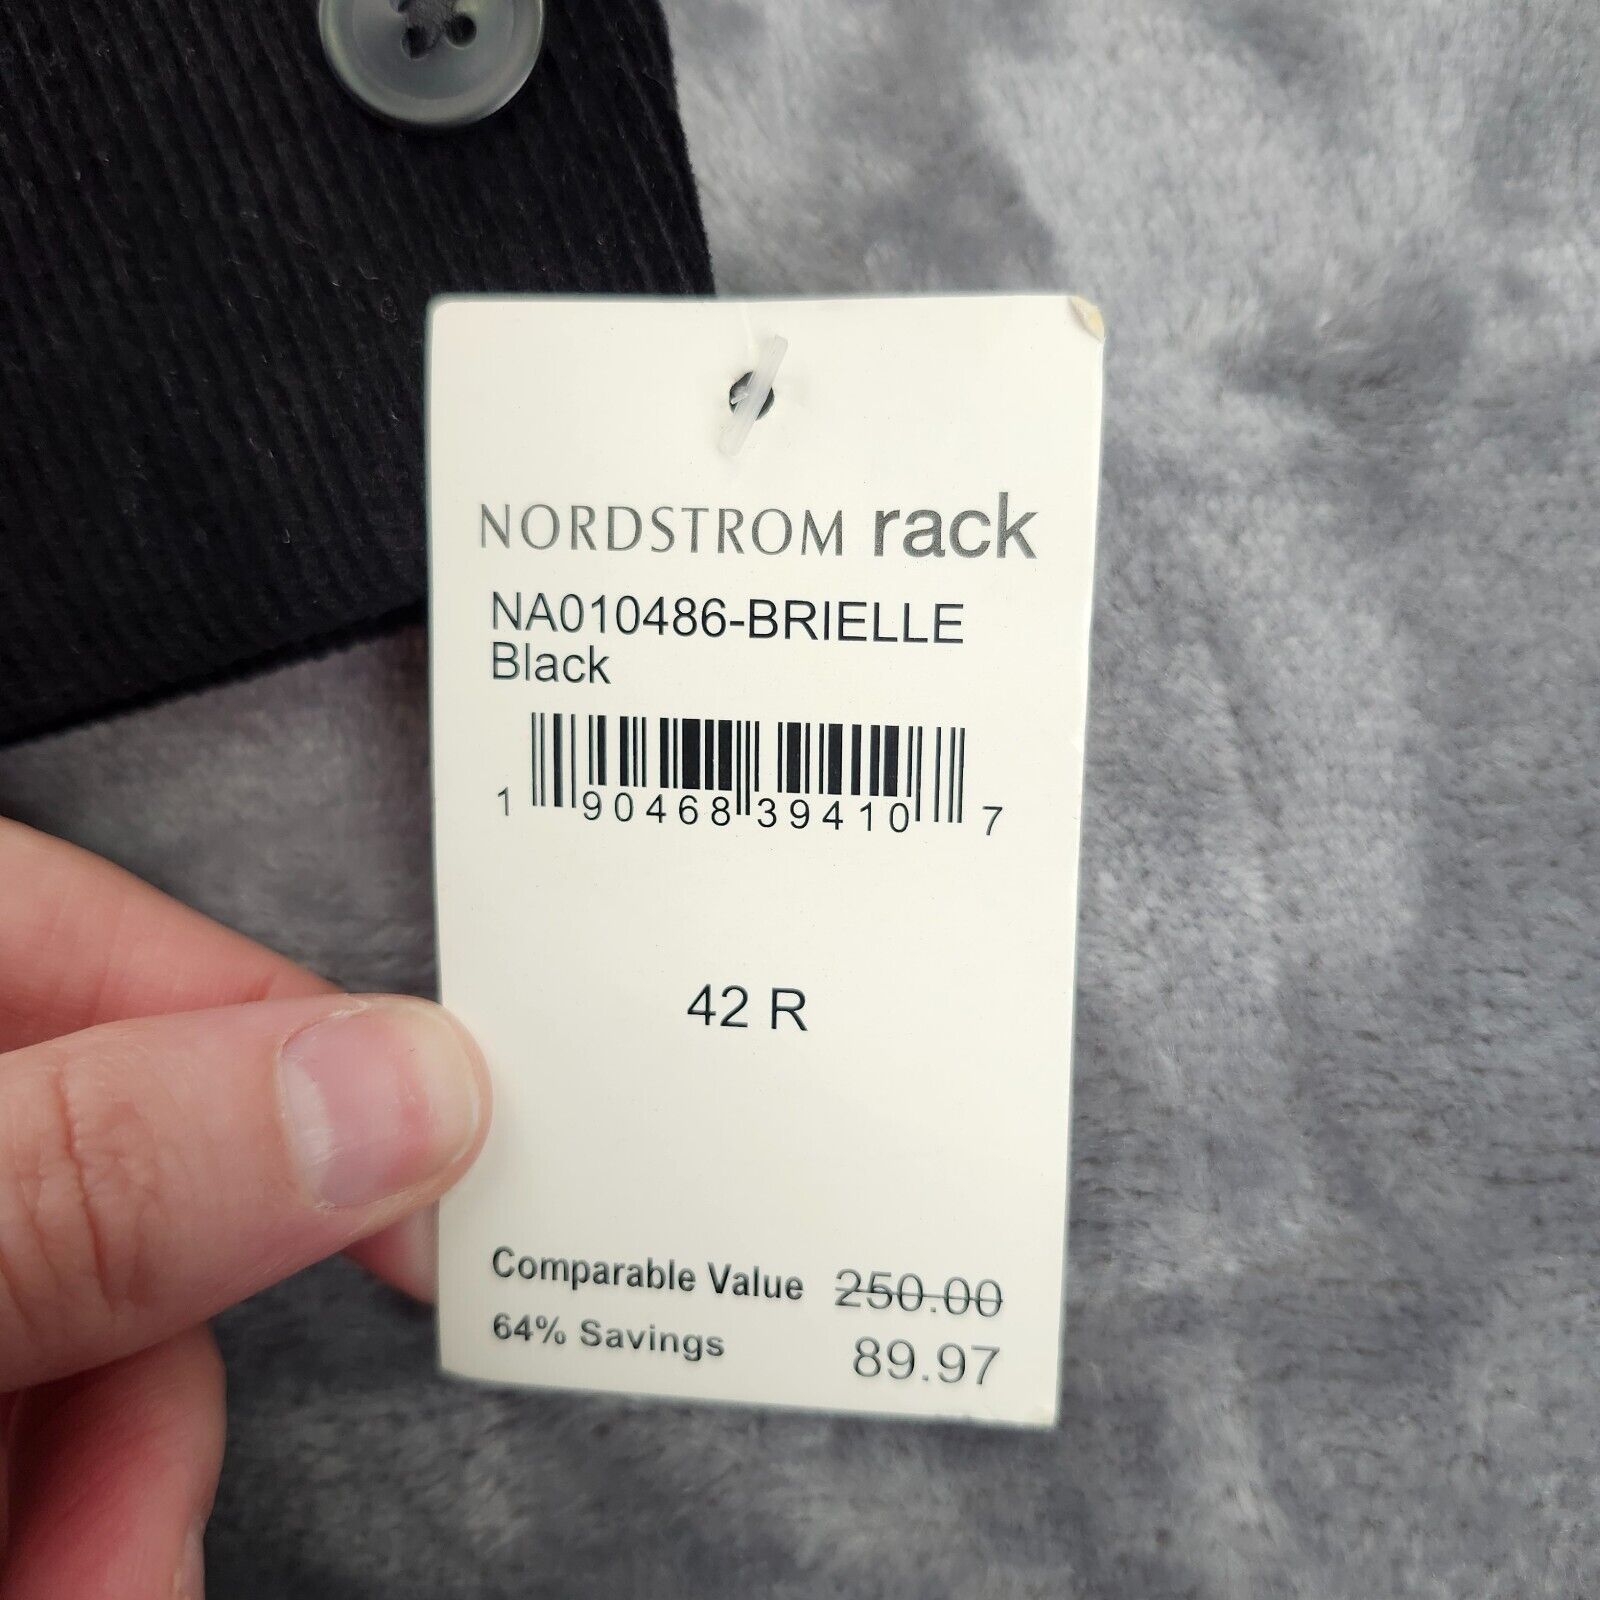 NORDSTROM rack
NA010486-BRIELLE
Black
1 90468 39410 7
42 R
Comparable Value 250.00
64% Savings 89.97